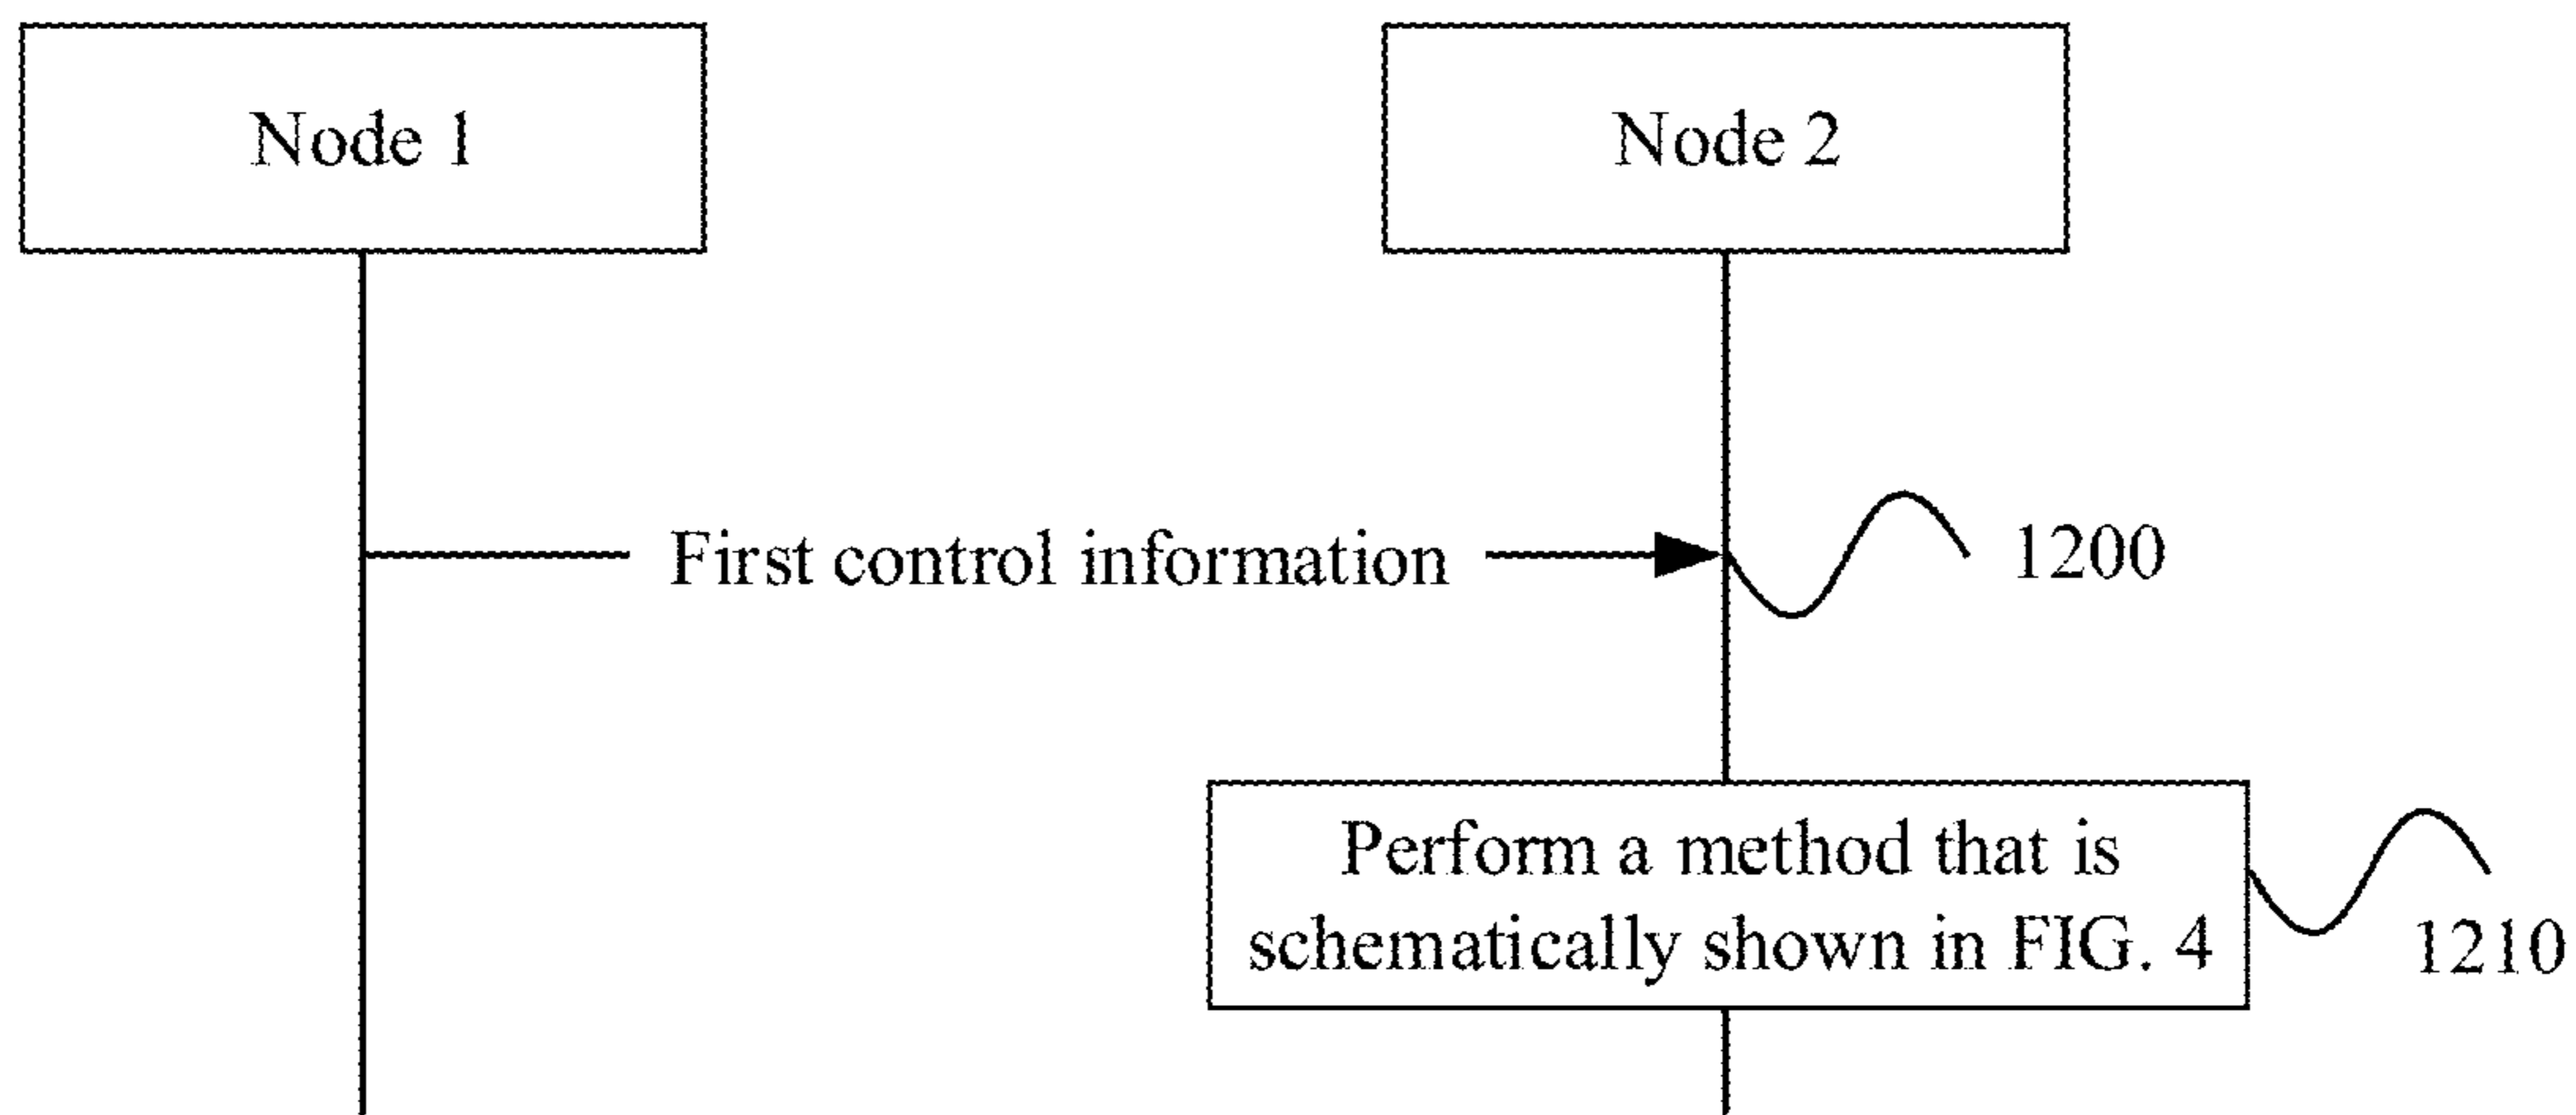 Node 1
Node 2
First control information
1200
Perform a method that is
schematically shown in FIG. 4
1210